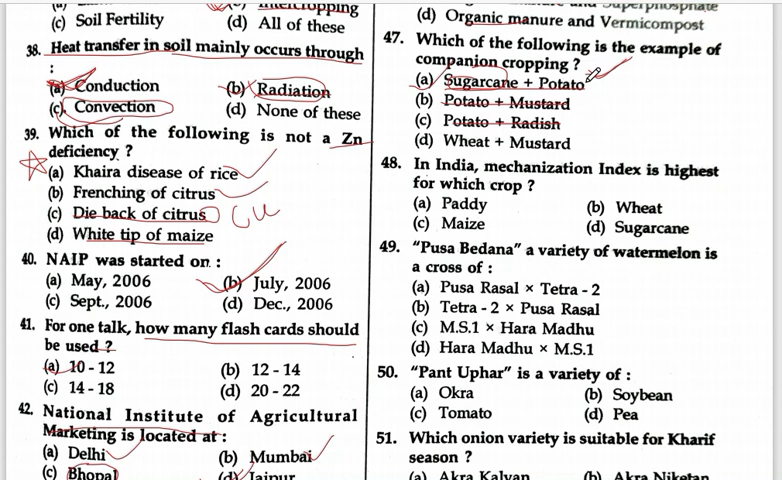 (c) Soil Fertility (d) All of these
38. Heat transfer in soil mainly occurs through
:
(a) Conduction (b) Radiation
(c) Convection (d) None of these
39. Which of the following is not a Zn
deficiency ?
(a) Khaira disease of rice
(b) Frenching of citrus
(c) Die back of citrus Cu
(d) White tip of maize
40. NAIP was started on :
(a) May, 2006 (b) July, 2006
(c) Sept., 2006 (d) Dec., 2006
41. For one talk, how many flash cards should
be used ?
(a) 10 - 12 (b) 12 - 14
(c) 14 - 18 (d) 20 - 22
42. National Institute of Agricultural
Marketing is located at :
(a) Delhi (b) Mumbai
(c) Bhopal (d) Jaipur
(d) Organic manure and Vermicompost
47. Which of the following is the example of
companion cropping ?
(a) Sugarcane + Potato
(b) Potato + Mustard
(c) Potato + Radish
(d) Wheat + Mustard
48. In India, mechanization Index is highest
for which crop ?
(a) Paddy (b) Wheat
(c) Maize (d) Sugarcane
49. “Pusa Bedana” a variety of watermelon is
a cross of :
(a) Pusa Rasal × Tetra - 2
(b) Tetra - 2 × Pusa Rasal
(c) M.S.1 × Hara Madhu
(d) Hara Madhu × M.S.1
50. “Pant Uphar” is a variety of :
(a) Okra (b) Soybean
(c) Tomato (d) Pea
51. Which onion variety is suitable for Kharif
season ?
(a) Akra Kalyan (b) Akra Niketan